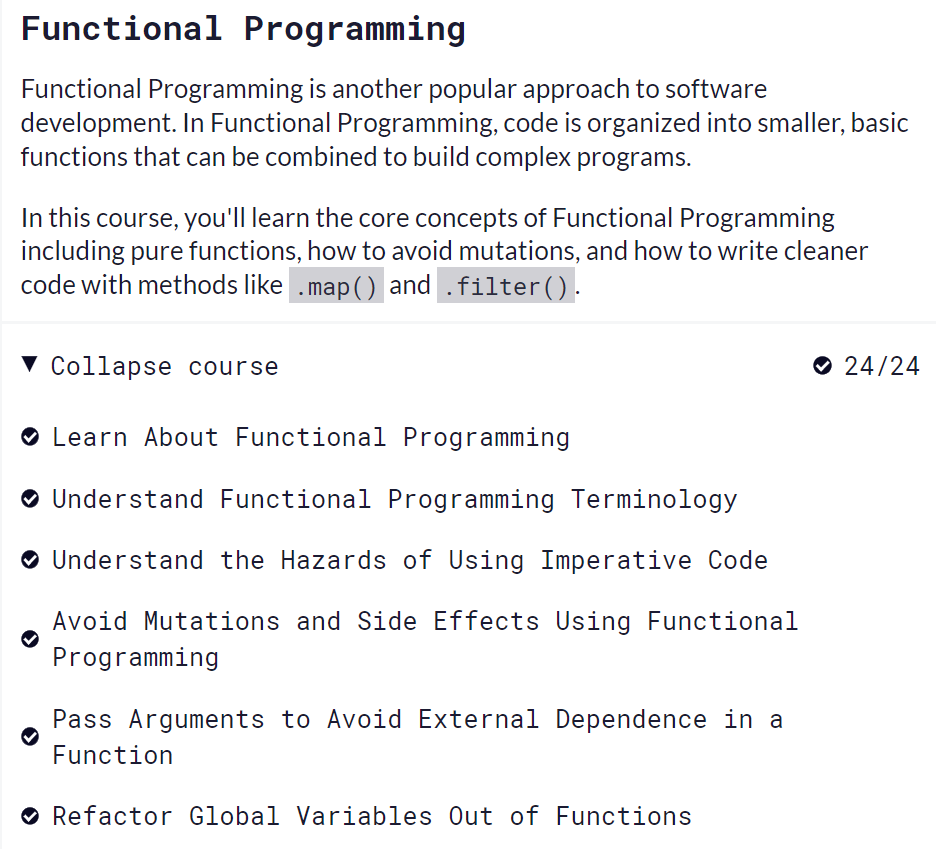 Functional Programming
Functional Programming is another popular approach to software
development. In Functional Programming, code is organized into smaller, basic
functions that can be combined to build complex programs.
In this course, you'll learn the core concepts of Functional Programming
including pure functions, how to avoid mutations, and how to write cleaner
code with methods like .map() and .filter().
Collapse course 24/24
Learn About Functional Programming
Understand Functional Programming Terminology
Understand the Hazards of Using Imperative Code
Avoid Mutations and Side Effects Using Functional
Programming
Pass Arguments to Avoid External Dependence in a
Function
Refactor Global Variables Out of Functions